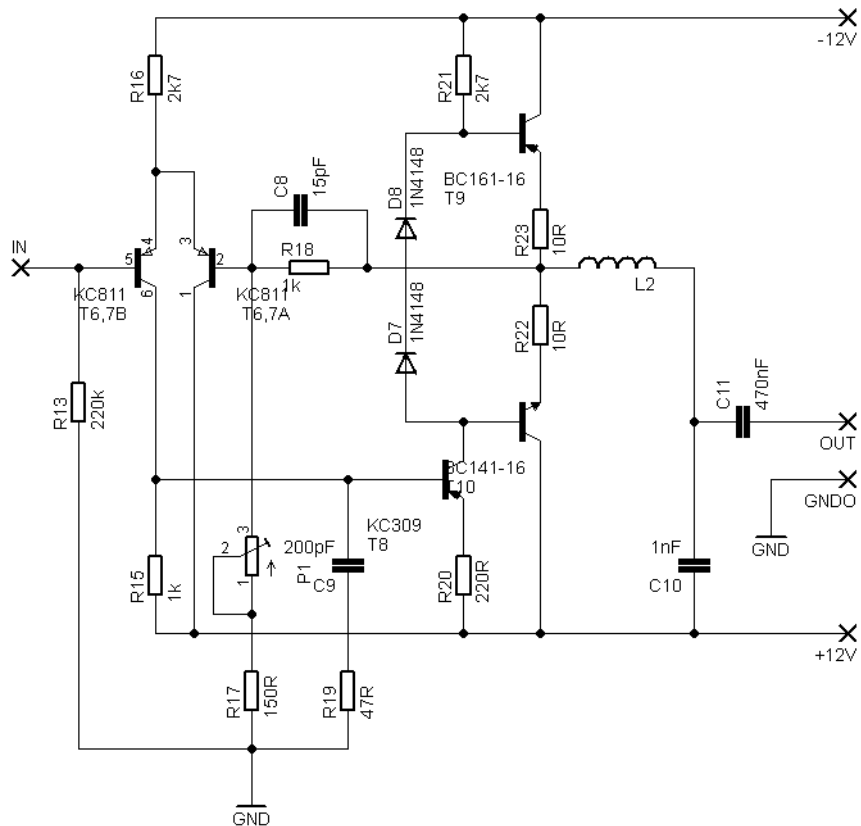 -12V
R16
2k7
R21
2k7
C8
15pF
D8
1N4148
BC161-16
T9
R23
10R
IN
5
4
6
3
1
2
R18
1k
KC811
T6,7B
KC811
T6,7A
L2
D7
1N4148
R22
10R
R13
220k
C11
470nF
OUT
BC141-16
T10
GNDO
KC309
T8
GND
3
2
1
P1
200pF
C9
R15
1k
R20
220R
1nF
C10
+12V
R17
150R
R19
47R
GND